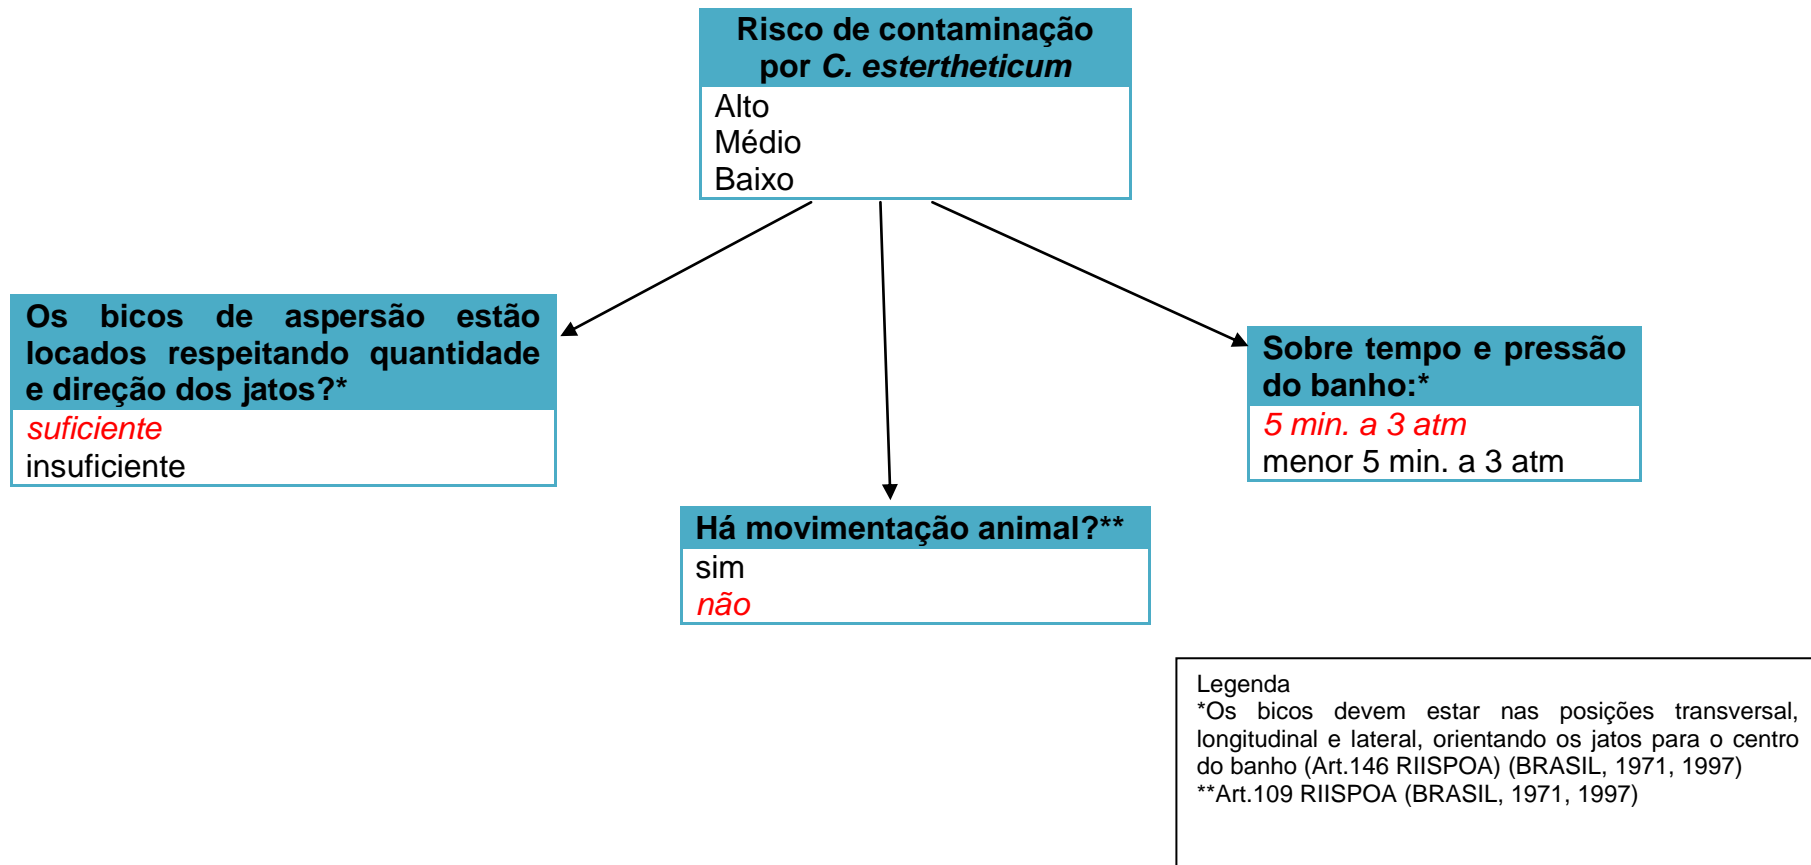 Risco de contaminação
por C. estertheticum
Alto
Médio
Baixo
Os bicos de aspersão estão
locados respeitando quantidade
e direção dos jatos?*
suficiente
insuficiente
Sobre tempo e pressão
do banho:*
5 min. a 3 atm
menor 5 min. a 3 atm
Há movimentação animal?**
sim
não
Legenda
*Os bicos devem estar nas posições transversal,
longitudinal e lateral, orientando os jatos para o centro
do banho (Art.146 RIISPOA) (BRASIL, 1971, 1997)
**Art.109 RIISPOA (BRASIL, 1971, 1997)